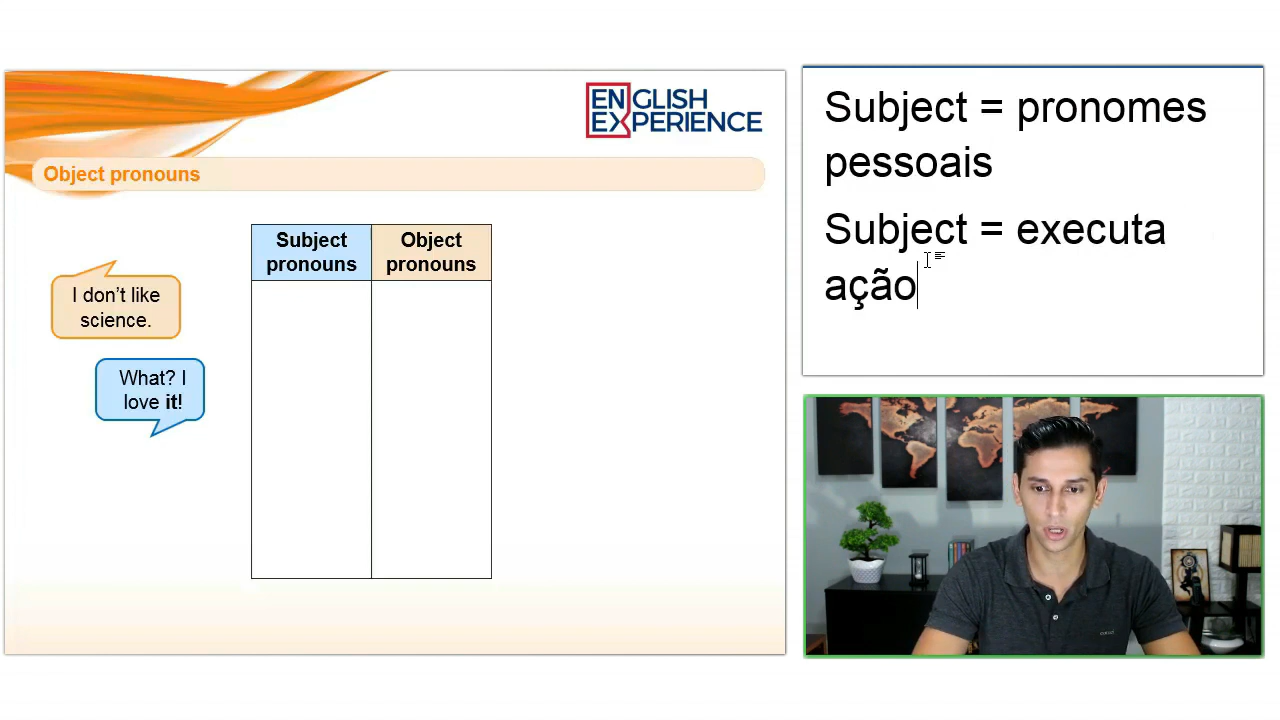 ENGLISH
EXPERIENCE
Object pronouns
Subject
pronouns
Object
pronouns
I don't like
science.
What? I
love it!
Subject = pronomes
pessoais
Subject = executa
ação